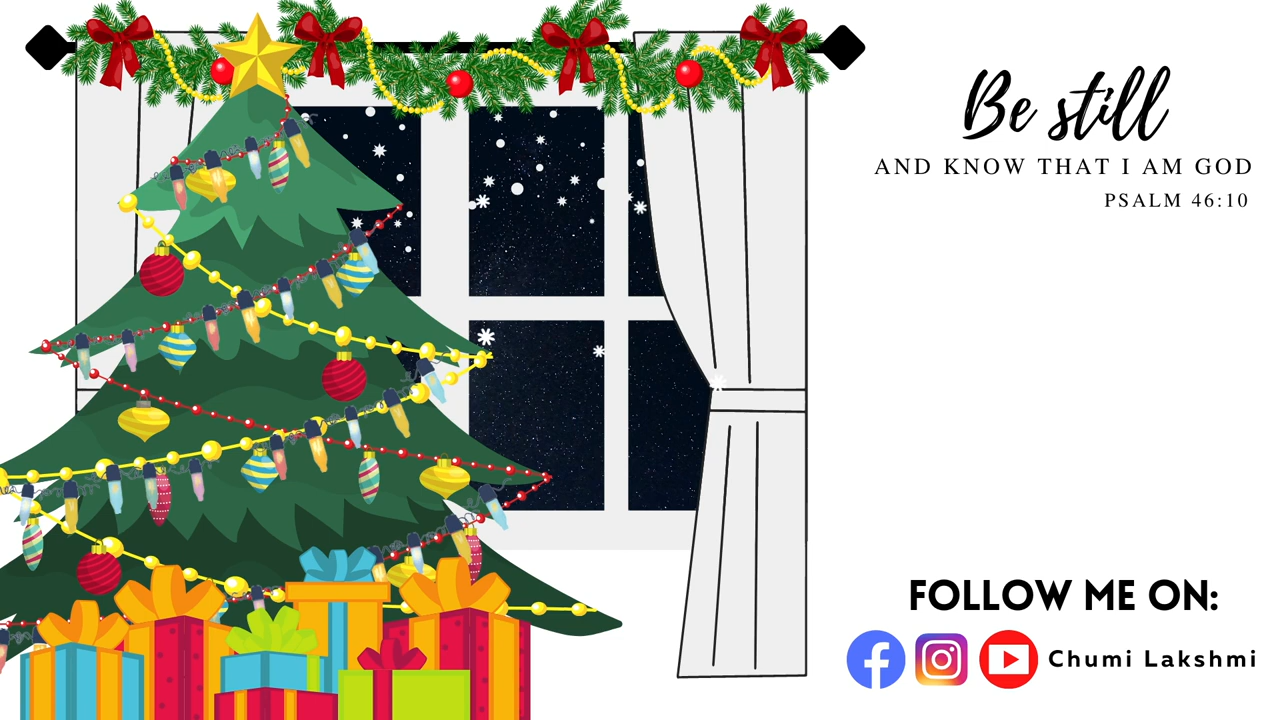 Be still
AND KNOW THAT I AM GOD
PSALM 46:10
FOLLOW ME ON:
Chumi Lakshmi